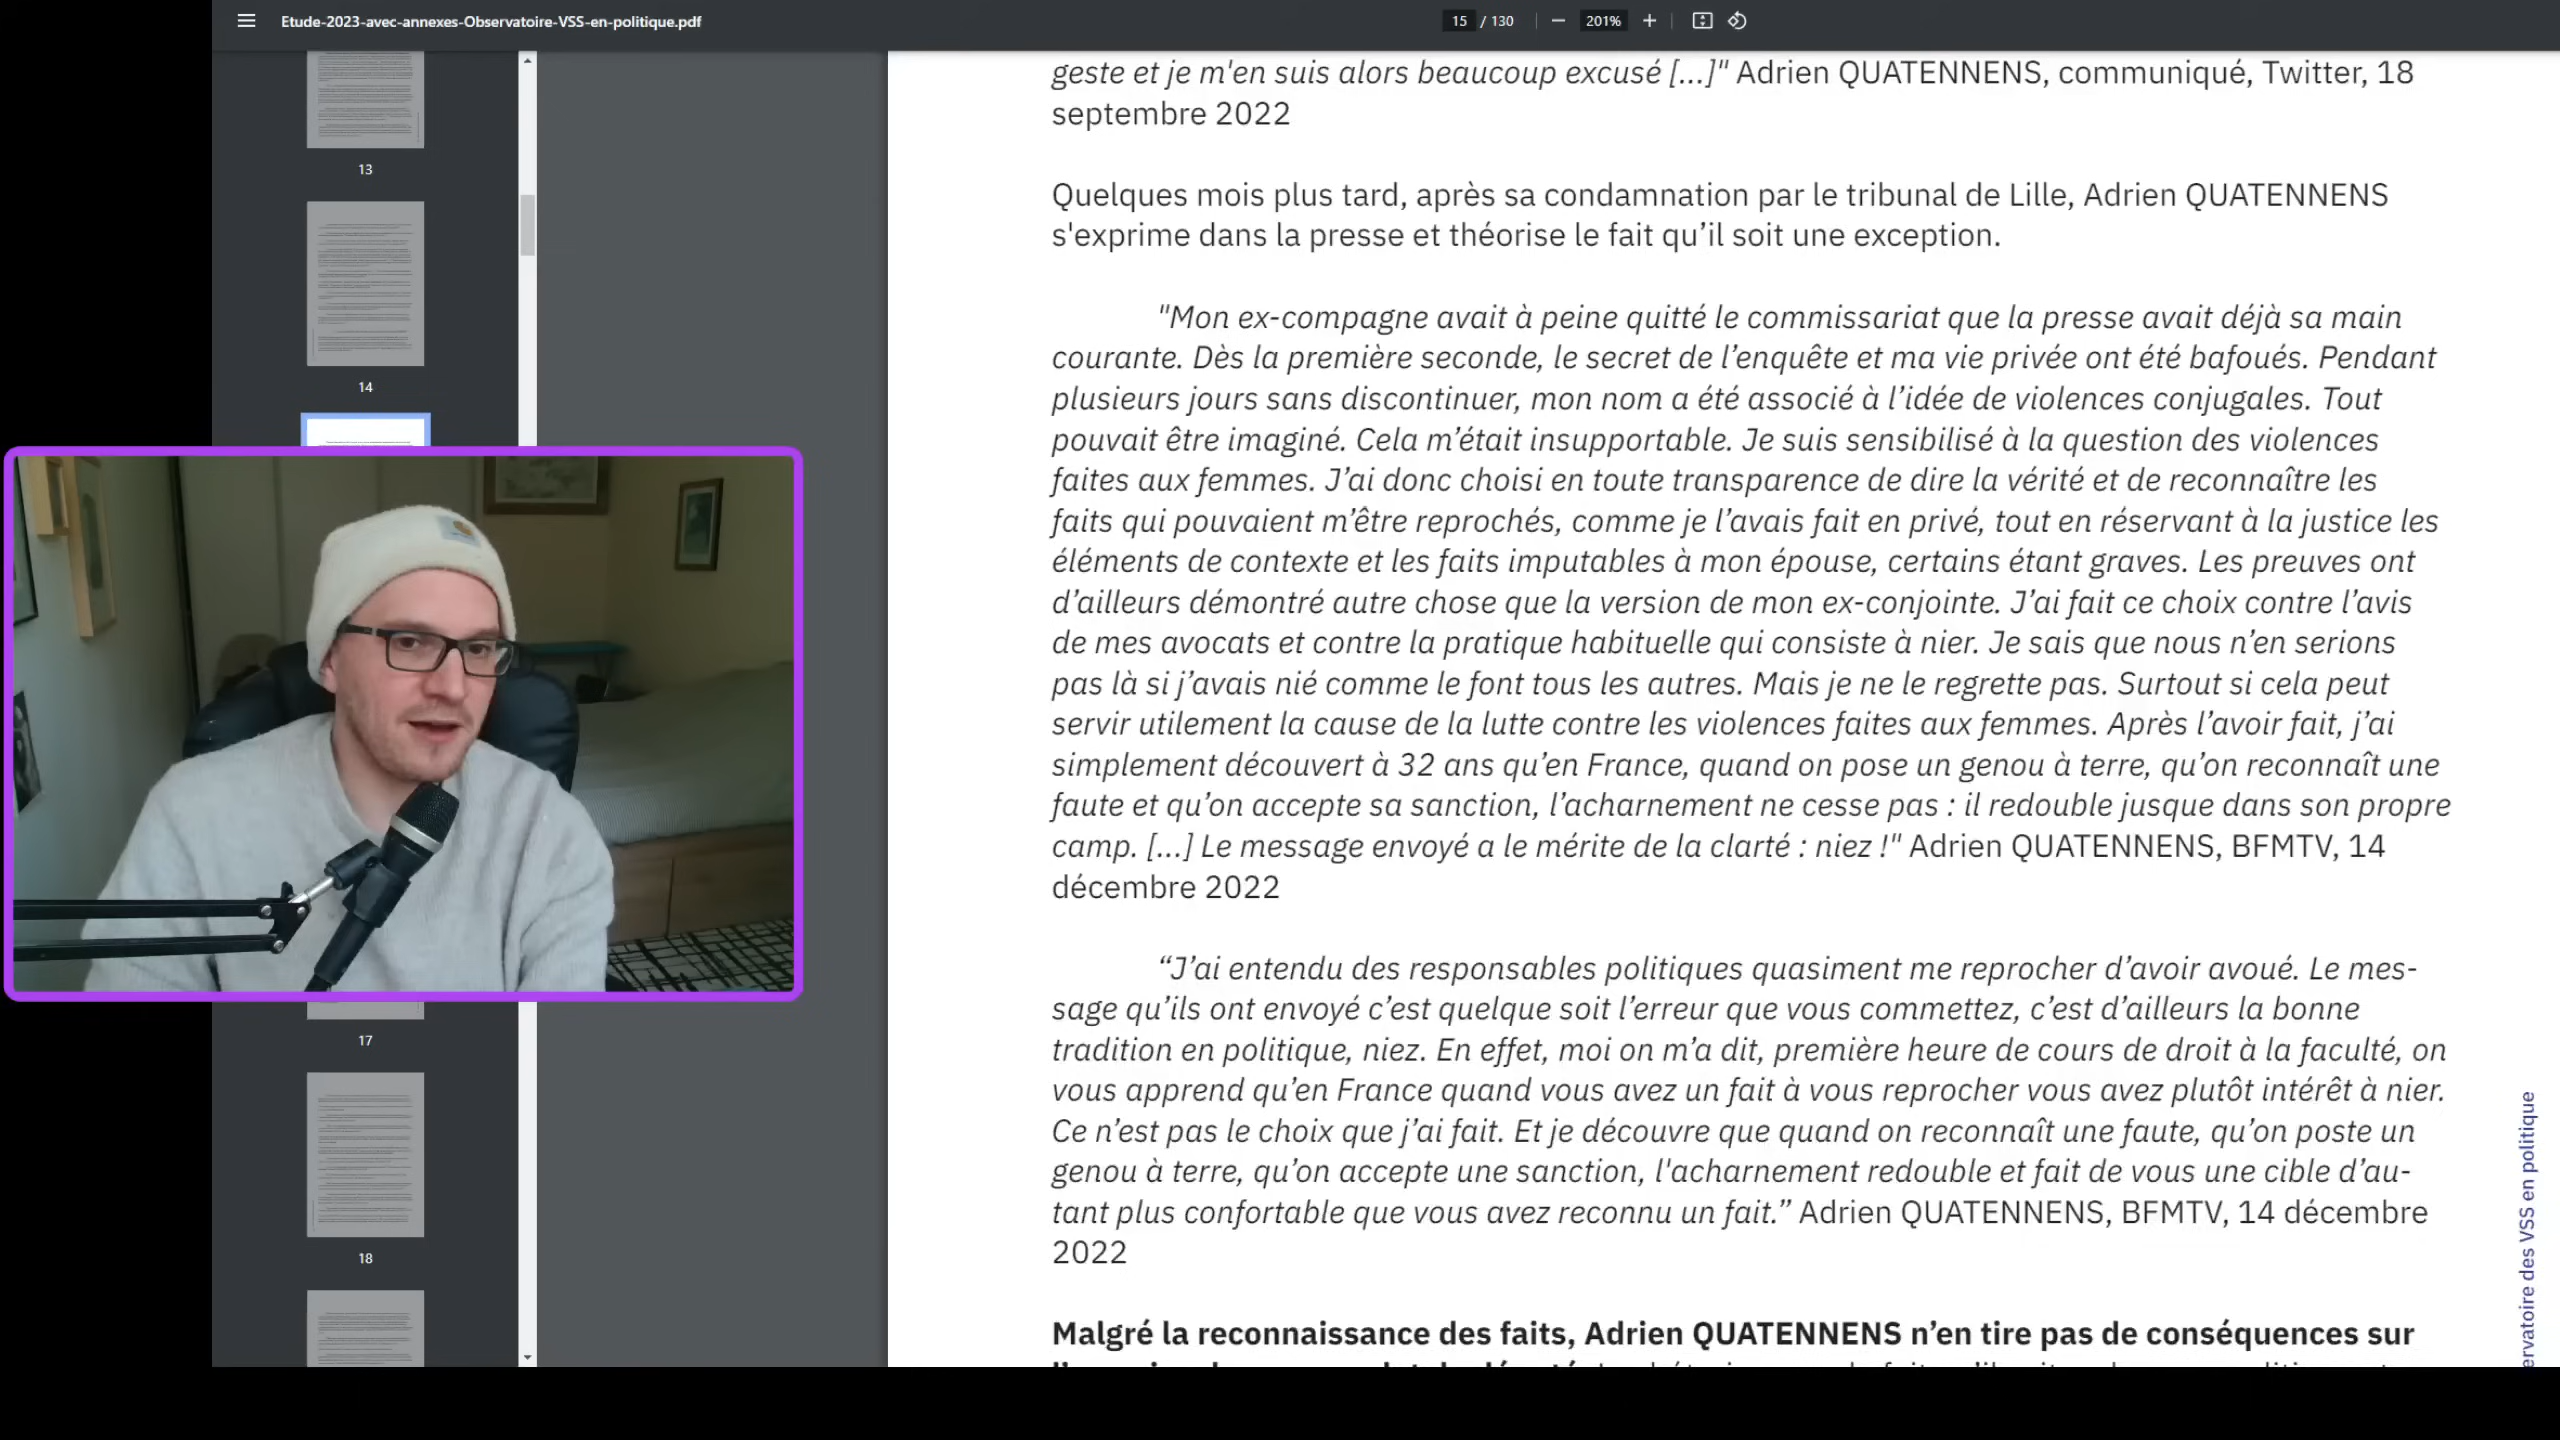 Etude-2023-avec-annexes-Observatoire-VSS-en-politique.pdf
15 / 130
201%
13
14
17
18
geste et je m'en suis alors beaucoup excusé [...]" Adrien QUATENNENS, communiqué, Twitter, 18
septembre 2022
Quelques mois plus tard, après sa condamnation par le tribunal de Lille, Adrien QUATENNENS
s'exprime dans la presse et théorise le fait qu’il soit une exception.
"Mon ex-compagne avait à peine quitté le commissariat que la presse avait déjà sa main
courante. Dès la première seconde, le secret de l’enquête et ma vie privée ont été bafoués. Pendant
plusieurs jours sans discontinuer, mon nom a été associé à l’idée de violences conjugales. Tout
pouvait être imaginé. Cela m’était insupportable. Je suis sensibilisé à la question des violences
faites aux femmes. J’ai donc choisi en toute transparence de dire la vérité et de reconnaître les
faits qui pouvaient m’être reprochés, comme je l’avais fait en privé, tout en réservant à la justice les
éléments de contexte et les faits imputables à mon épouse, certains étant graves. Les preuves ont
d’ailleurs démontré autre chose que la version de mon ex-conjointe. J’ai fait ce choix contre l’avis
de mes avocats et contre la pratique habituelle qui consiste à nier. Je sais que nous n’en serions
pas là si j’avais nié comme le font tous les autres. Mais je ne le regrette pas. Surtout si cela peut
servir utilement la cause de la lutte contre les violences faites aux femmes. Après l’avoir fait, j’ai
simplement découvert à 32 ans qu’en France, quand on pose un genou à terre, qu’on reconnaît une
faute et qu’on accepte sa sanction, l’acharnement ne cesse pas : il redouble jusque dans son propre
camp. [...] Le message envoyé a le mérite de la clarté : niez !" Adrien QUATENNENS, BFMTV, 14
décembre 2022
“J’ai entendu des responsables politiques quasiment me reprocher d’avoir avoué. Le mes-
sage qu’ils ont envoyé c’est quelque soit l’erreur que vous commettez, c’est d’ailleurs la bonne
tradition en politique, niez. En effet, moi on m’a dit, première heure de cours de droit à la faculté, on
vous apprend qu’en France quand vous avez un fait à vous reprocher vous avez plutôt intérêt à nier.
Ce n’est pas le choix que j’ai fait. Et je découvre que quand on reconnaît une faute, qu’on poste un
genou à terre, qu’on accepte une sanction, l'acharnement redouble et fait de vous une cible d’au-
tant plus confortable que vous avez reconnu un fait.” Adrien QUATENNENS, BFMTV, 14 décembre
2022
Malgré la reconnaissance des faits, Adrien QUATENNENS n’en tire pas de conséquences sur
ervatoire des VSS en politique